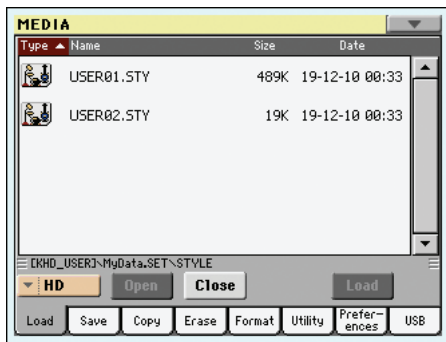 MEDIA
Type Name Size Date
USER01.STY 489K 19-12-10 00:33
USER02.STY 19K 19-12-10 00:33
[KHD_USER]\MyData.SET\STYLE
HD Open Close Load
Load Save Copy Erase Format Utility Prefer-
ences USB